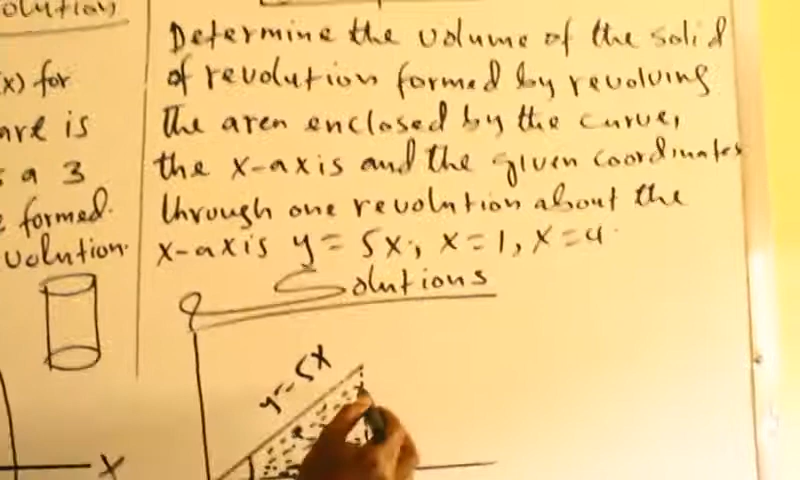 olution
x) for
are is
a 3
formed.
volution.
Determine the volume of the solid
of revolution formed by revolving
the area enclosed by the curve,
the x-axis and the given coordinates
through one revolution about the
x-axis y = 5x; x = 1, x = 4.
Solutions
y = 5x
x